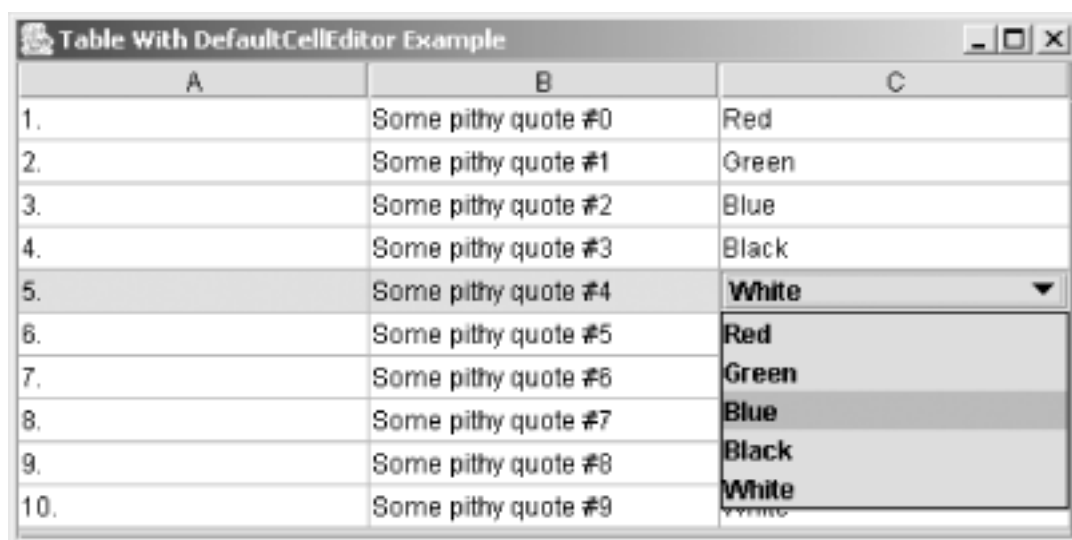 Table With DefaultCellEditor Example
A B C
1. Some pithy quote #0 Red
2. Some pithy quote #1 Green
3. Some pithy quote #2 Blue
4. Some pithy quote #3 Black
5. Some pithy quote #4 White
6. Some pithy quote #5 Red
7. Some pithy quote #6 Green
8. Some pithy quote #7 Blue
9. Some pithy quote #8 Black
10. Some pithy quote #9 White